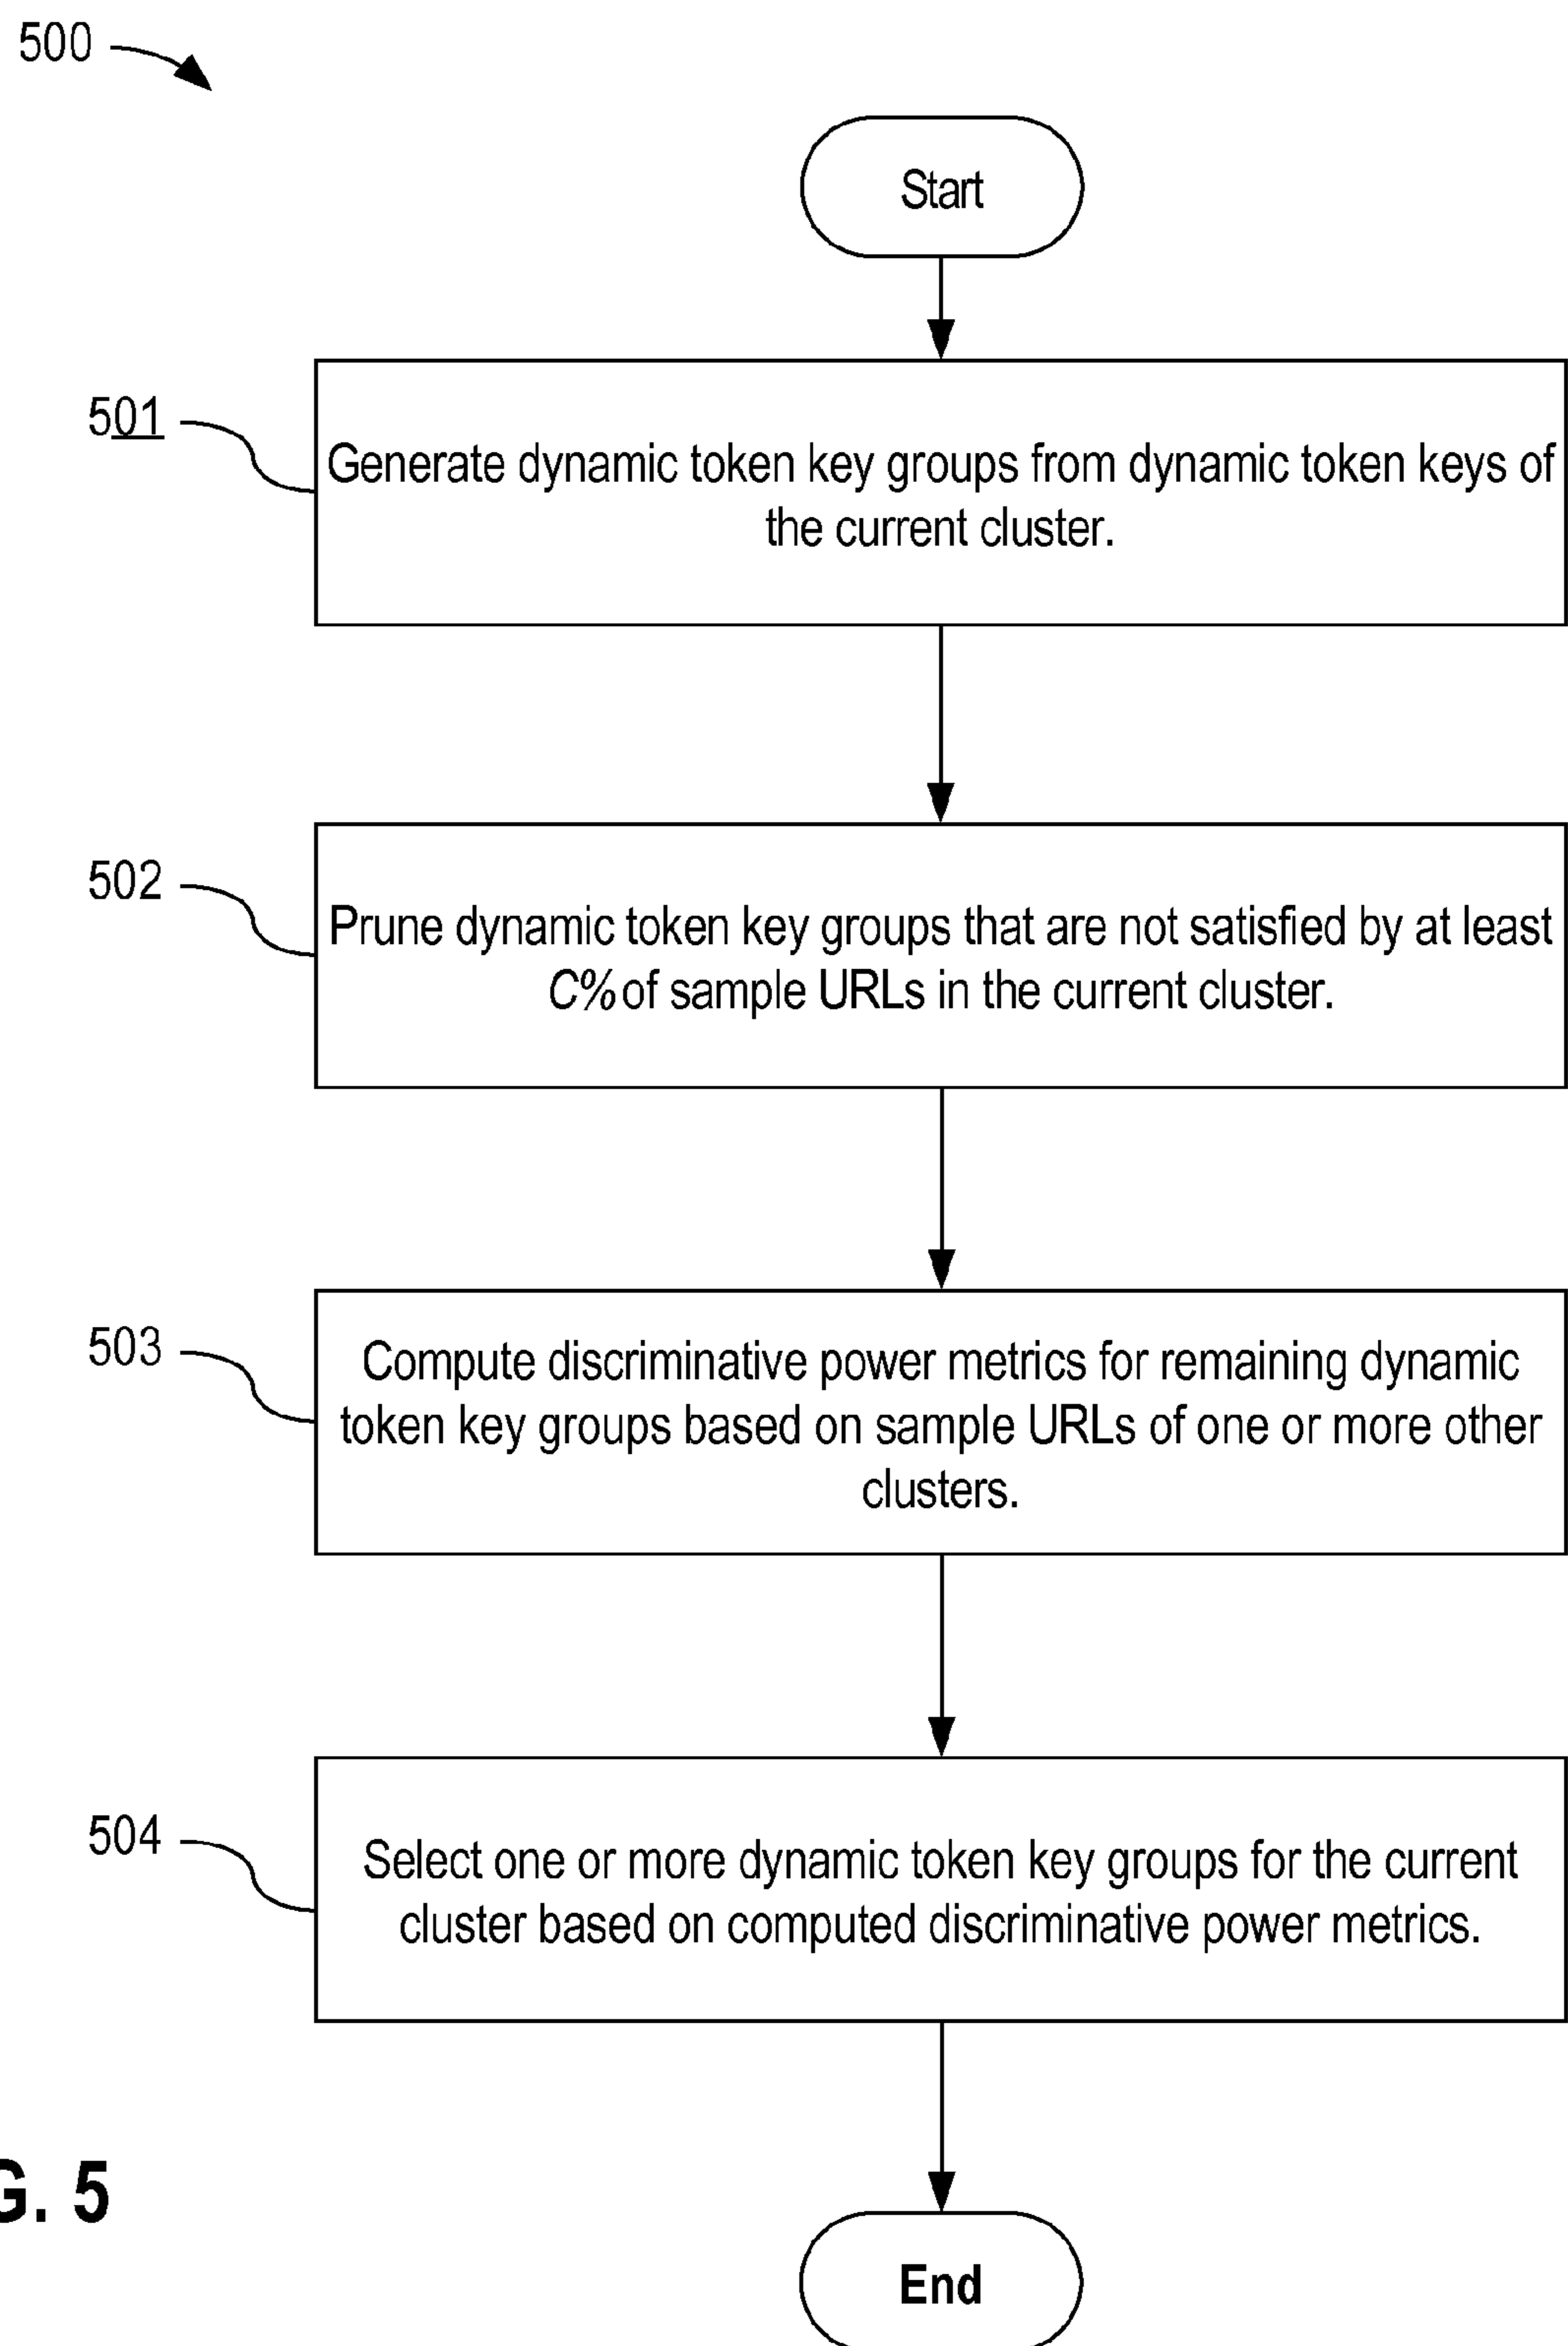 500
Start
501
Generate dynamic token key groups from dynamic token keys of
the current cluster.
502
Prune dynamic token key groups that are not satisfied by at least
C% of sample URLs in the current cluster.
503
Compute discriminative power metrics for remaining dynamic
token key groups based on sample URLs of one or more other
clusters.
504
Select one or more dynamic token key groups for the current
cluster based on computed discriminative power metrics.
G. 5
End